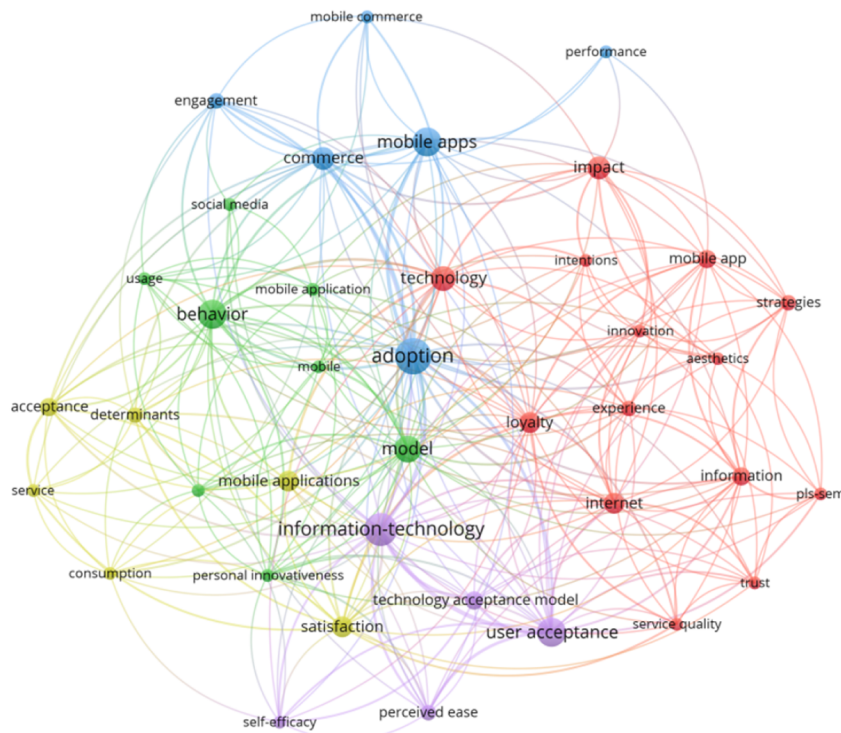 mobile commerce
performance
engagement
mobile apps
commerce
impact
social media
intentions
mobile app
usage
technology
mobile application
strategies
behavior
innovation
adoption
aesthetics
mobile
acceptance
determinants
experience
loyalty
model
information
mobile applications
service
pls-sem
internet
information-technology
consumption
personal innovativeness
trust
technology acceptance model
service quality
satisfaction
user acceptance
perceived ease
self-efficacy